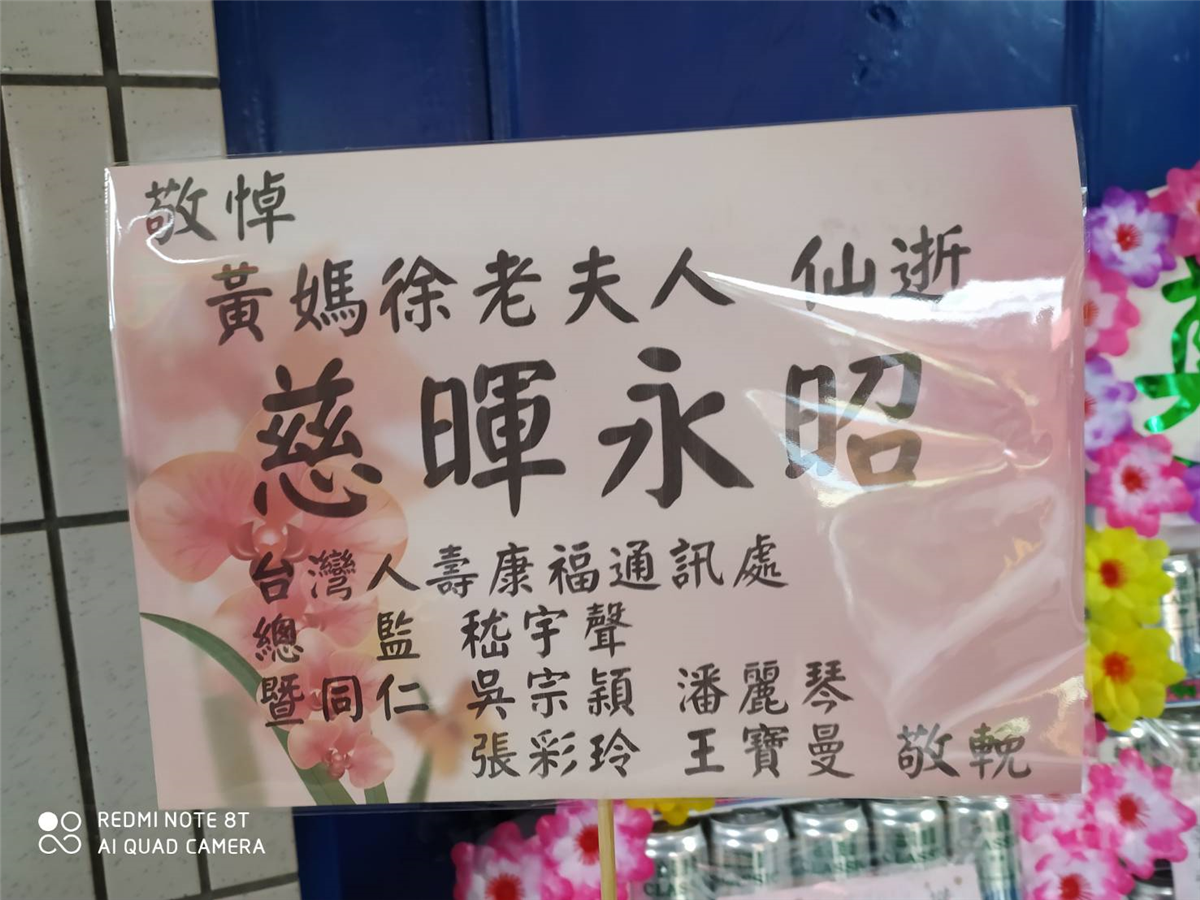 敬悼
黃媽徐老夫人 仙逝
慈暉永昭
台灣人壽康福通訊處
總 監 嵇宇聲
暨同仁 吳宗穎 潘麗琴
張彩玲 王寶曼 敬輓
REDMI NOTE 8T
AI QUAD CAMERA